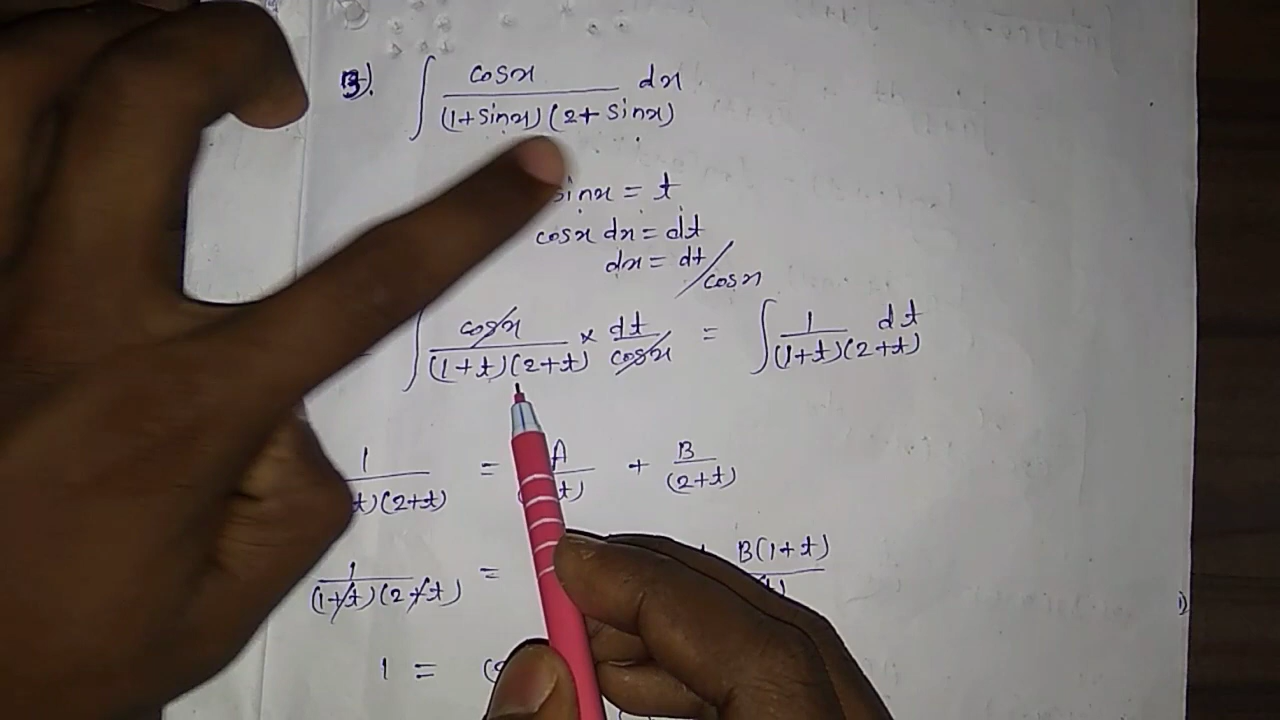 3). ∫ cosx / (1+sinx)(2+sinx) dx
sinx = t
cosx dx = dt
dx = dt/cosx
∫ cosx / (1+t)(2+t) × dt / cosx = ∫ 1 / (1+t)(2+t) dt
1 / t)(2+t) = A / t) + B / (2+t)
1 / (1+t)(2+t) = B(1+t)
1 =
1)